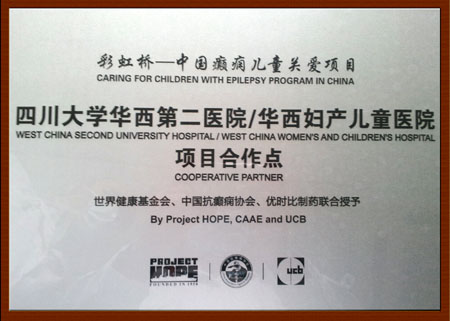 彩虹桥—中国癫痫儿童关爱项目
CARING FOR CHILDREN WITH EPILEPSY PROGRAM IN CHINA
四川大学华西第二医院/华西妇产儿童医院
WEST CHINA SECOND UNIVERSITY HOSPITAL / WEST CHINA WOMEN'S AND CHILDREN'S HOSPITAL
项目合作点
COOPERATIVE PARTNER
世界健康基金会、中国抗癫痫协会、优时比制药联合授予
By Project HOPE, CAAE and UCB
PROJECT
HOPE
FOUNDED IN 1958
ucb